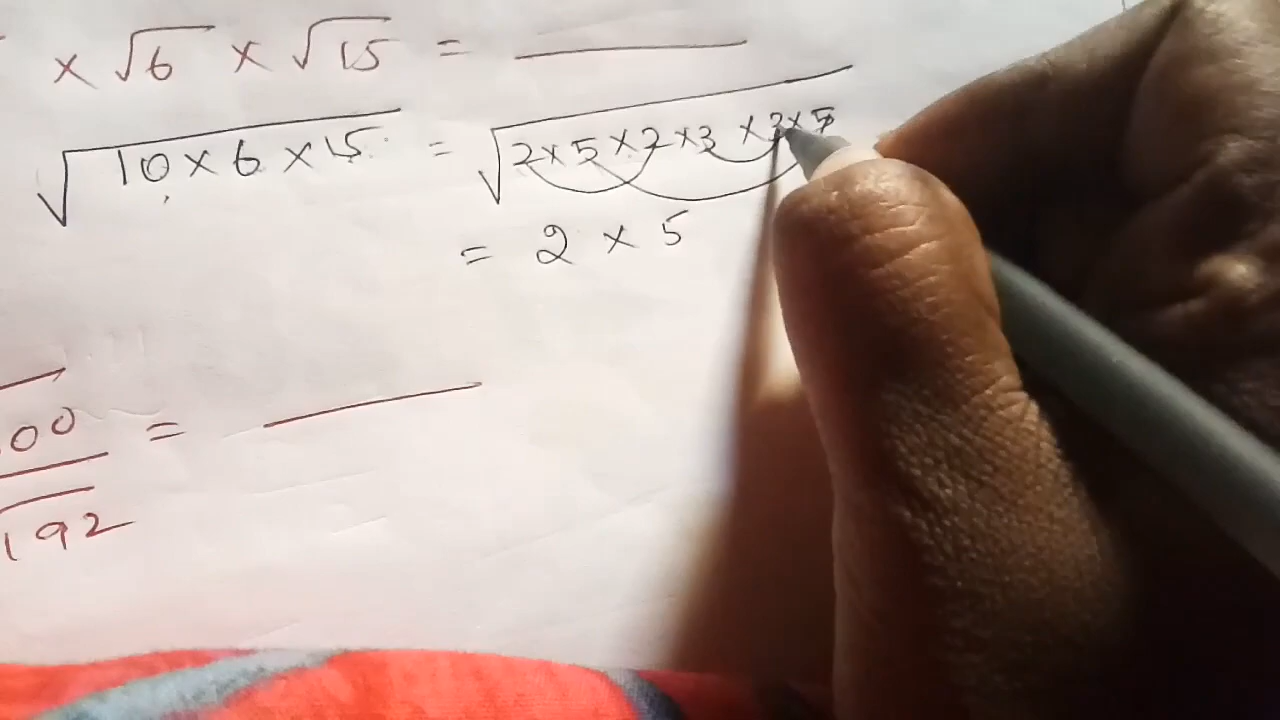 × √6 × √15 =
√10×6×15 = √2×5×2×3×3×5
= 2 × 5
00 =
√192